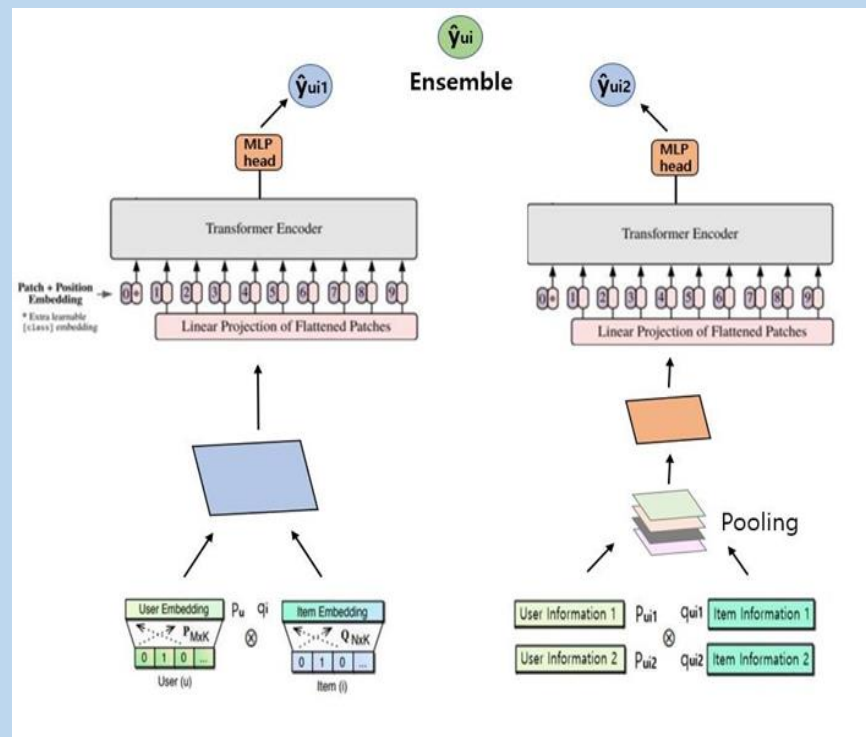 ŷui
Ensemble
ŷui1
ŷui2
MLP
head
MLP
head
Transformer Encoder
Transformer Encoder
Patch + Position
Embedding
* Extra learnable
[class] embedding
0 * 1 2 3 4 5 6 7 8 9
0 * 1 2 3 4 5 6 7 8 9
Linear Projection of Flattened Patches
Linear Projection of Flattened Patches
Pooling
User Embedding pu qi Item Embedding
PMxK ⊗ QNxK
0 1 0 ... 0 1 0 ...
User (u) Item (i)
User Information 1 pui1 qui1 Item Information 1
⊗
User Information 2 pui2 qui2 Item Information 2